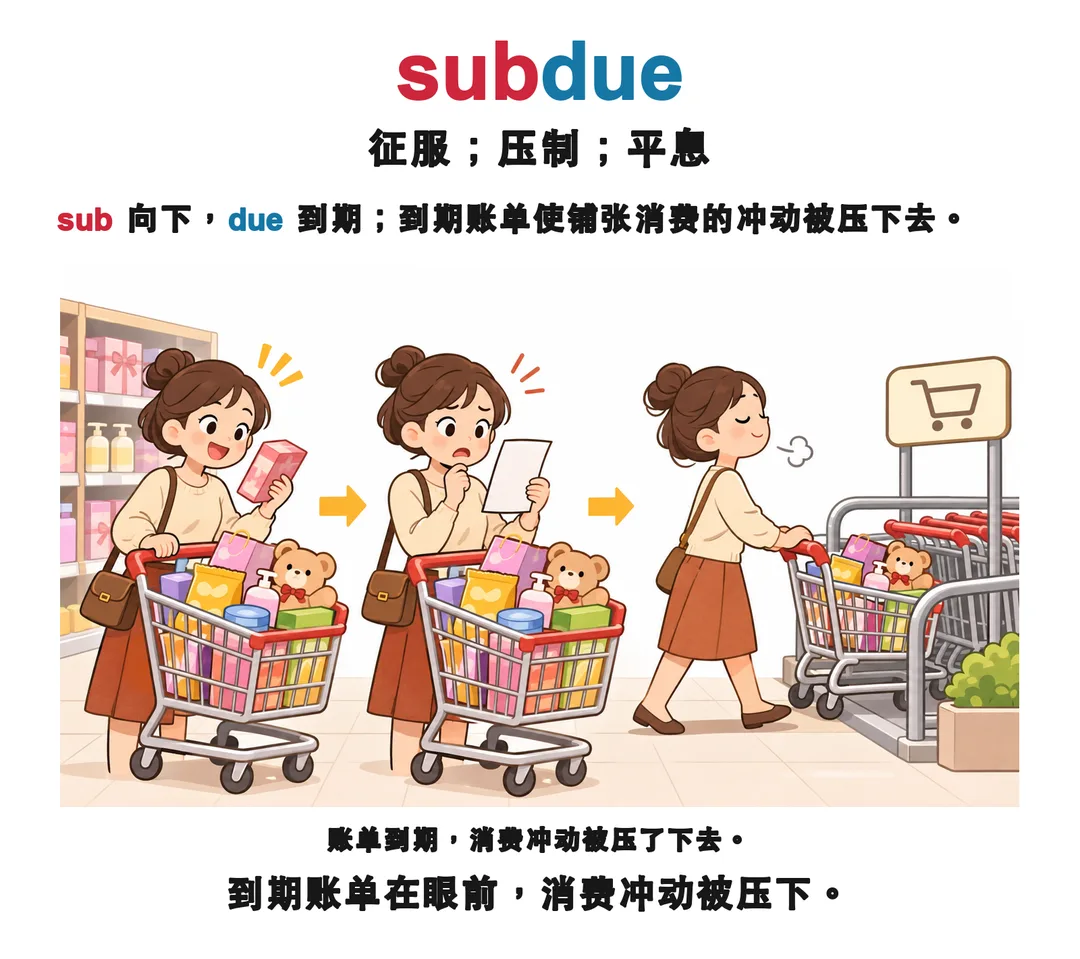 subdue
征服；压制；平息
sub 向下，due 到期；到期账单使铺张消费的冲动被压下去。
账单到期，消费冲动被压了下去。
到期账单在眼前，消费冲动被压下。